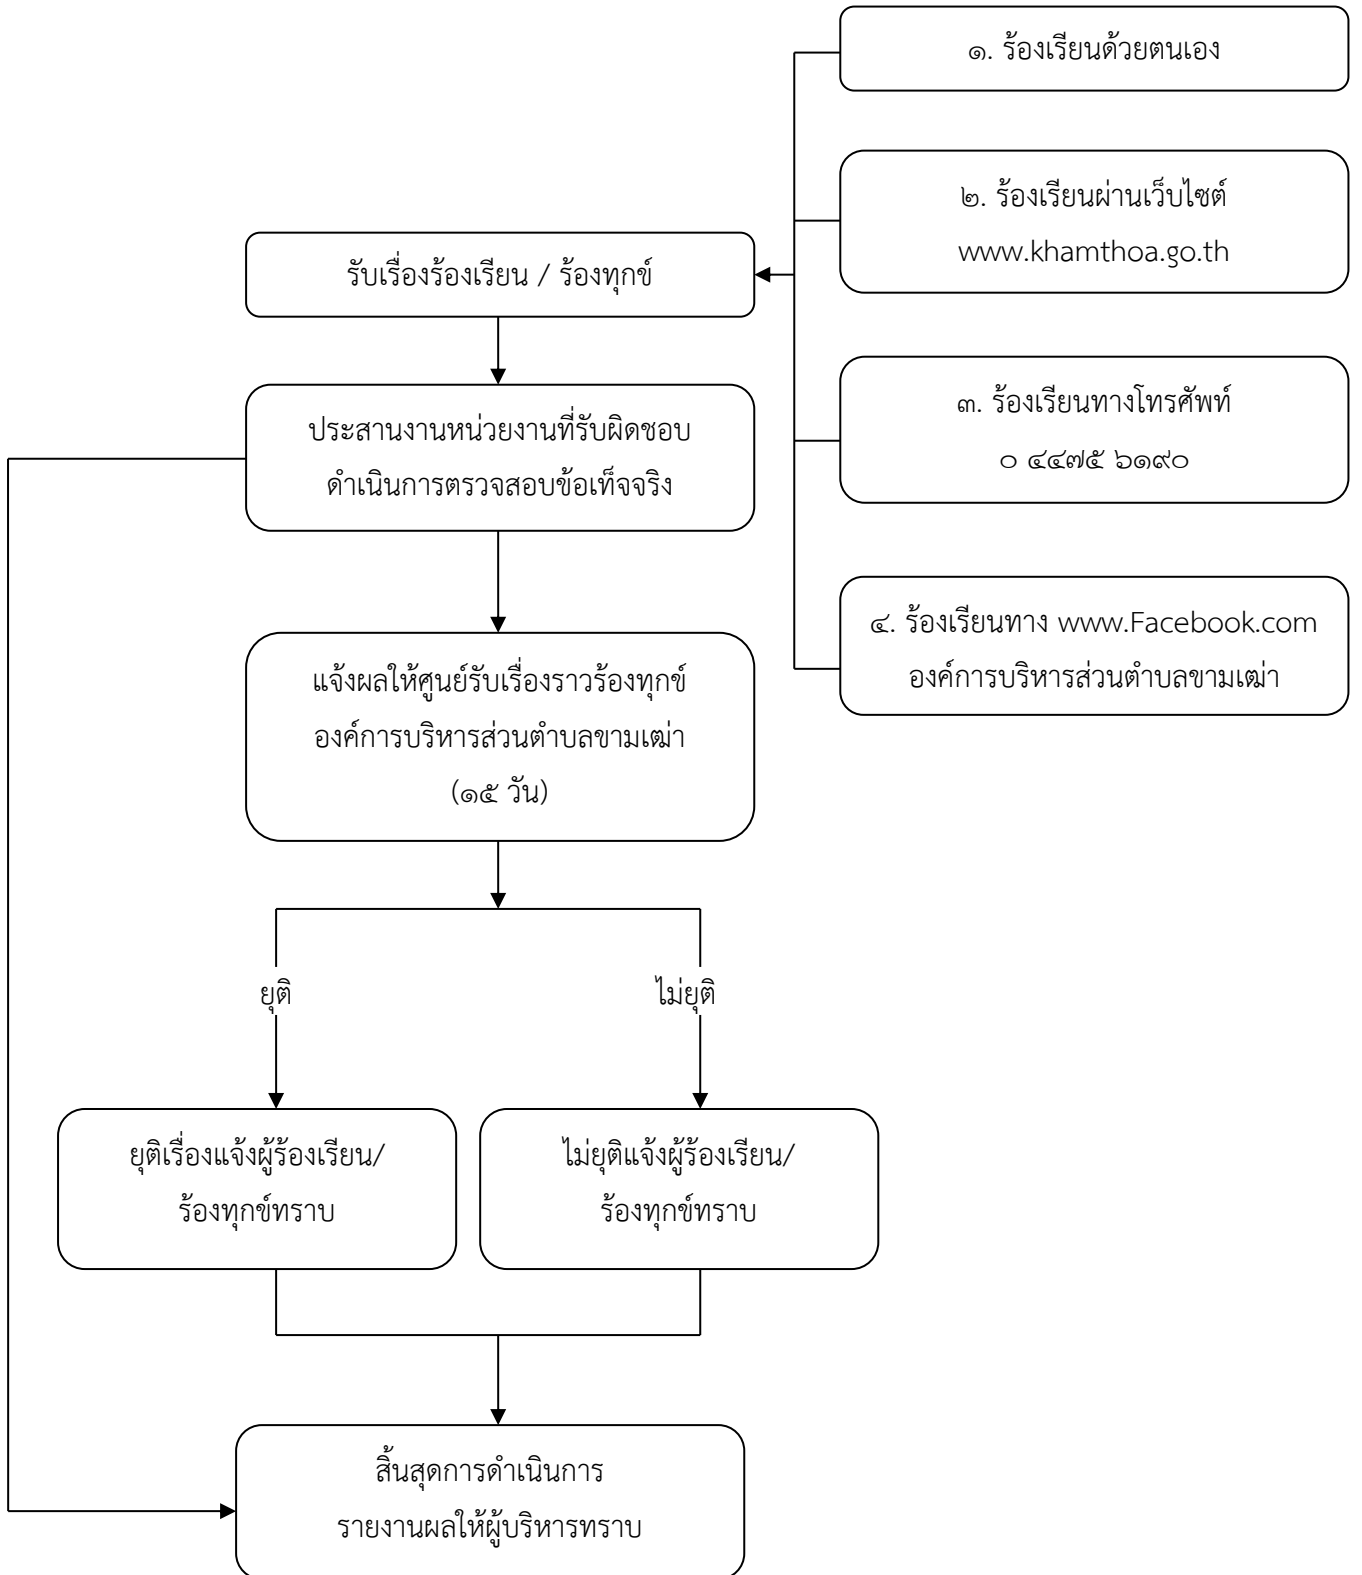 ๑. ร้องเรียนด้วยตนเอง
๒. ร้องเรียนผ่านเว็บไซต์
www.khamthoa.go.th
รับเรื่องร้องเรียน / ร้องทุกข์
๓. ร้องเรียนทางโทรศัพท์
๐ ๔๔๗๕ ๖๑๙๐
ประสานงานหน่วยงานที่รับผิดชอบ
ดำเนินการตรวจสอบข้อเท็จจริง
๔. ร้องเรียนทาง www.Facebook.com
องค์การบริหารส่วนตำบลขามเฒ่า
แจ้งผลให้ศูนย์รับเรื่องราวร้องทุกข์
องค์การบริหารส่วนตำบลขามเฒ่า
(๑๕ วัน)
ยุติ
ไม่ยุติ
ยุติเรื่องแจ้งผู้ร้องเรียน/
ร้องทุกข์ทราบ
ไม่ยุติแจ้งผู้ร้องเรียน/
ร้องทุกข์ทราบ
สิ้นสุดการดำเนินการ
รายงานผลให้ผู้บริหารทราบ